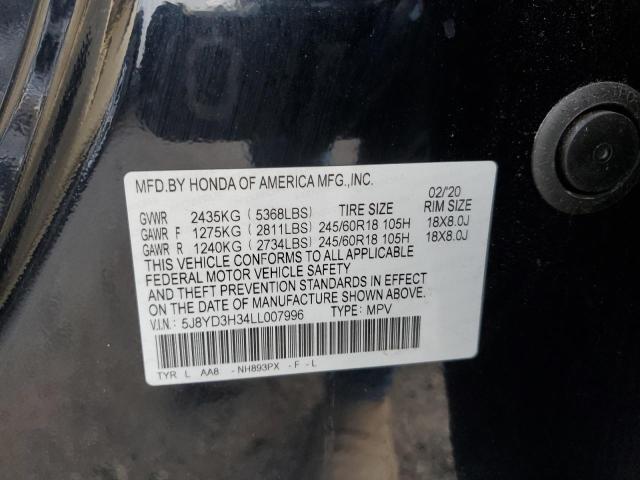 MFD.BY HONDA OF AMERICA MFG.,INC.
02/'20
GVWR 2435KG (5368LBS) TIRE SIZE RIM SIZE
GAWR F 1275KG (2811LBS) 245/60R18 105H 18X8.0J
GAWR R 1240KG (2734LBS) 245/60R18 105H 18X8.0J
THIS VEHICLE CONFORMS TO ALL APPLICABLE
FEDERAL MOTOR VEHICLE SAFETY
AND THEFT PREVENTION STANDARDS IN EFFECT
ON THE DATE OF MANUFACTURE SHOWN ABOVE.
V.I.N.: 5J8YD3H34LL007996 TYPE: MPV
TYR L AA8 -NH893PX -F -L